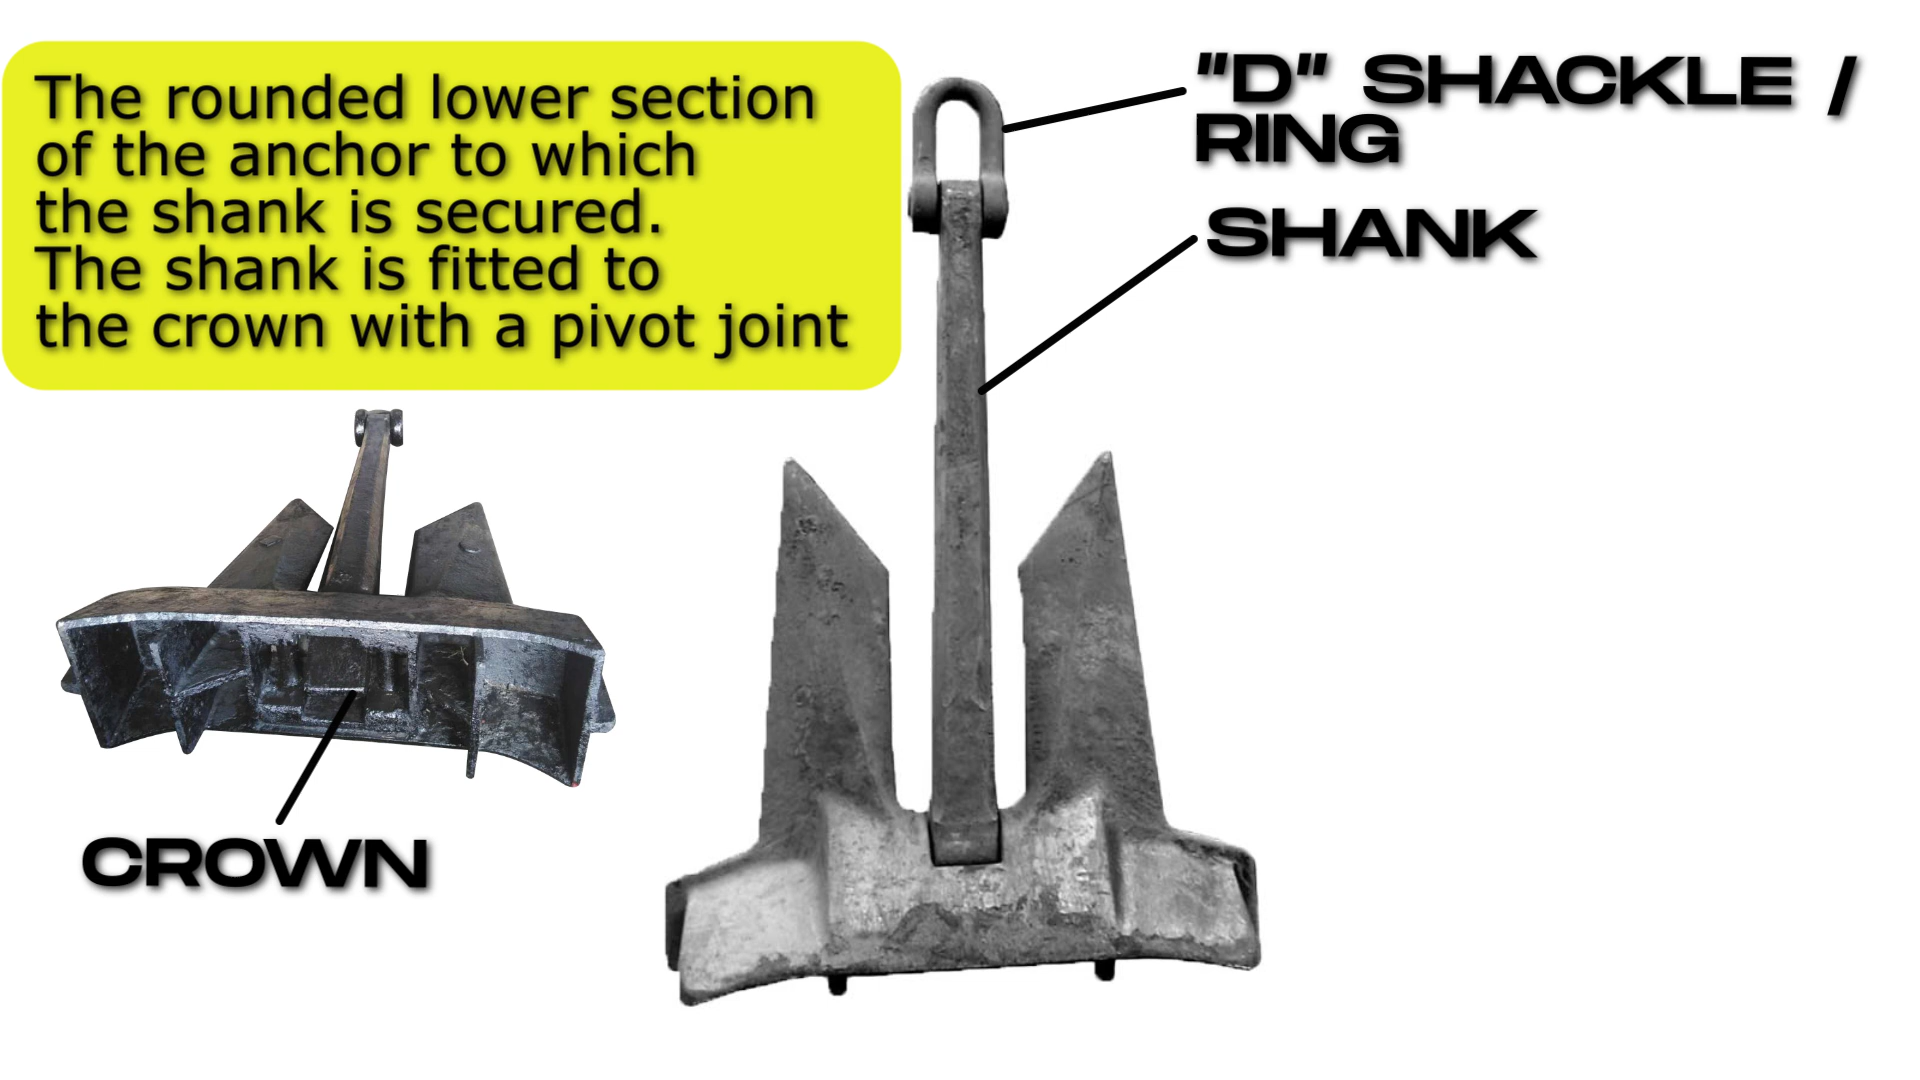 The rounded lower section
of the anchor to which
the shank is secured.
The shank is fitted to
the crown with a pivot joint
"D" SHACKLE /
RING
SHANK
CROWN